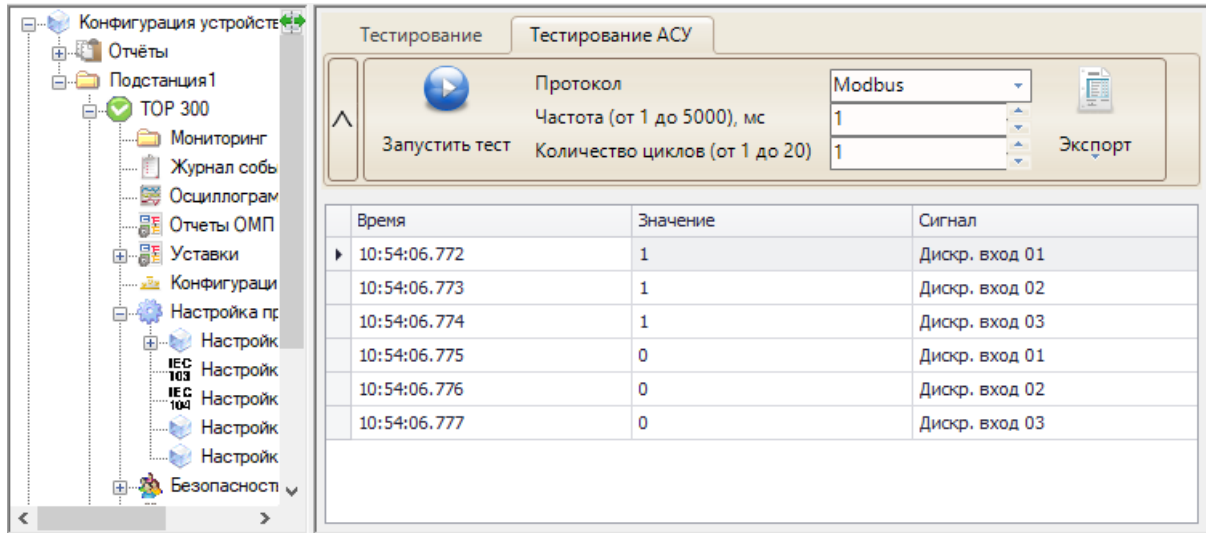 Конфигурация устройств
Отчёты
Подстанция1
ТОР 300
Мониторинг
Журнал собы
Осциллограм
Отчеты ОМП
Уставки
Конфигураци
Настройка пр
Настройк
IEC 103 Настройк
IEC 104 Настройк
Настройк
Настройк
Безопасност
Тестирование Тестирование АСУ
Запустить тест
Протокол Modbus
Частота (от 1 до 5000), мс 1
Количество циклов (от 1 до 20) 1
Экспорт
Время Значение Сигнал
10:54:06.772 1 Дискр. вход 01
10:54:06.773 1 Дискр. вход 02
10:54:06.774 1 Дискр. вход 03
10:54:06.775 0 Дискр. вход 01
10:54:06.776 0 Дискр. вход 02
10:54:06.777 0 Дискр. вход 03